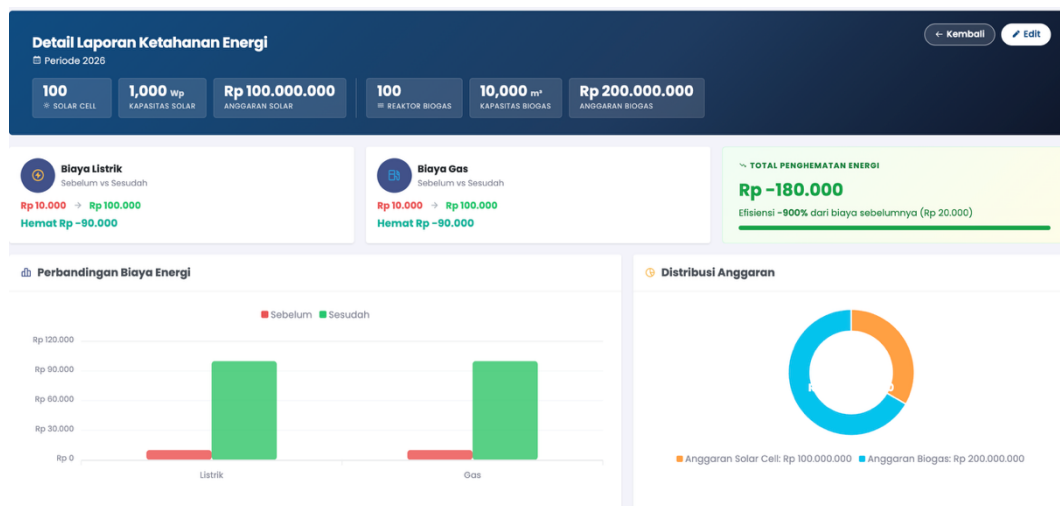 Detail Laporan Ketahanan Energi
Periode 2026
← Kembali
Edit
100
SOLAR CELL
1,000 Wp
KAPASITAS SOLAR
Rp 100.000.000
ANGGARAN SOLAR
100
REAKTOR BIOGAS
10,000 m³
KAPASITAS BIOGAS
Rp 200.000.000
ANGGARAN BIOGAS
Biaya Listrik
Sebelum vs Sesudah
Rp 10.000 → Rp 100.000
Hemat Rp -90.000
Biaya Gas
Sebelum vs Sesudah
Rp 10.000 → Rp 100.000
Hemat Rp -90.000
TOTAL PENGHEMATAN ENERGI
Rp -180.000
Efisiensi -900% dari biaya sebelumnya (Rp 20.000)
Perbandingan Biaya Energi
Sebelum Sesudah
Rp 120.000
Rp 90.000
Rp 60.000
Rp 30.000
Rp 0
Listrik Gas
Distribusi Anggaran
Anggaran Solar Cell: Rp 100.000.000 Anggaran Biogas: Rp 200.000.000